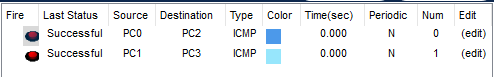 Fire Last Status Source Destination Type Color Time(sec) Periodic Num Edit
Successful PC0 PC2 ICMP 0.000 N 0 (edit)
Successful PC1 PC3 ICMP 0.000 N 1 (edit)